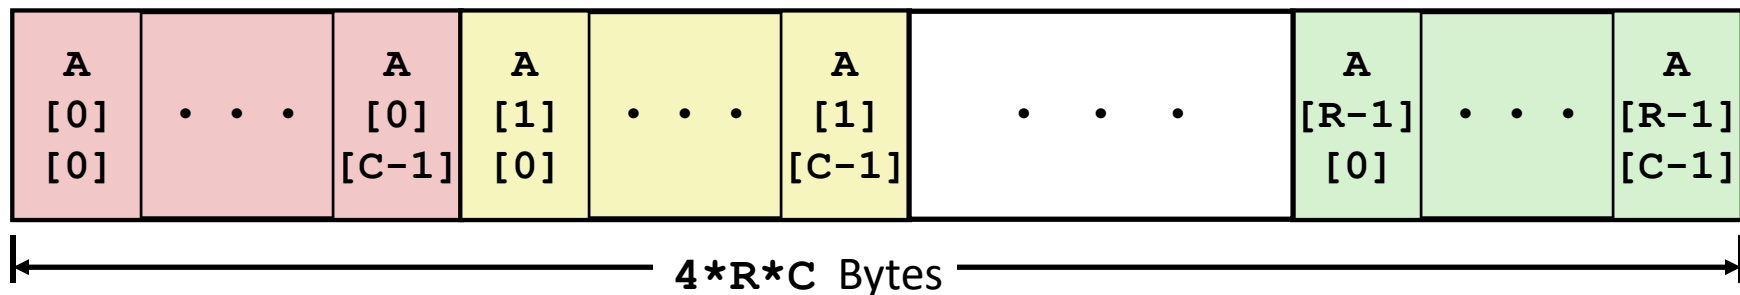 A A A A A A
[0] · · · [0] [1] · · · [1] · · · [R-1] · · · [R-1]
[0] [C-1] [0] [C-1] [0] [C-1]
4*R*C Bytes